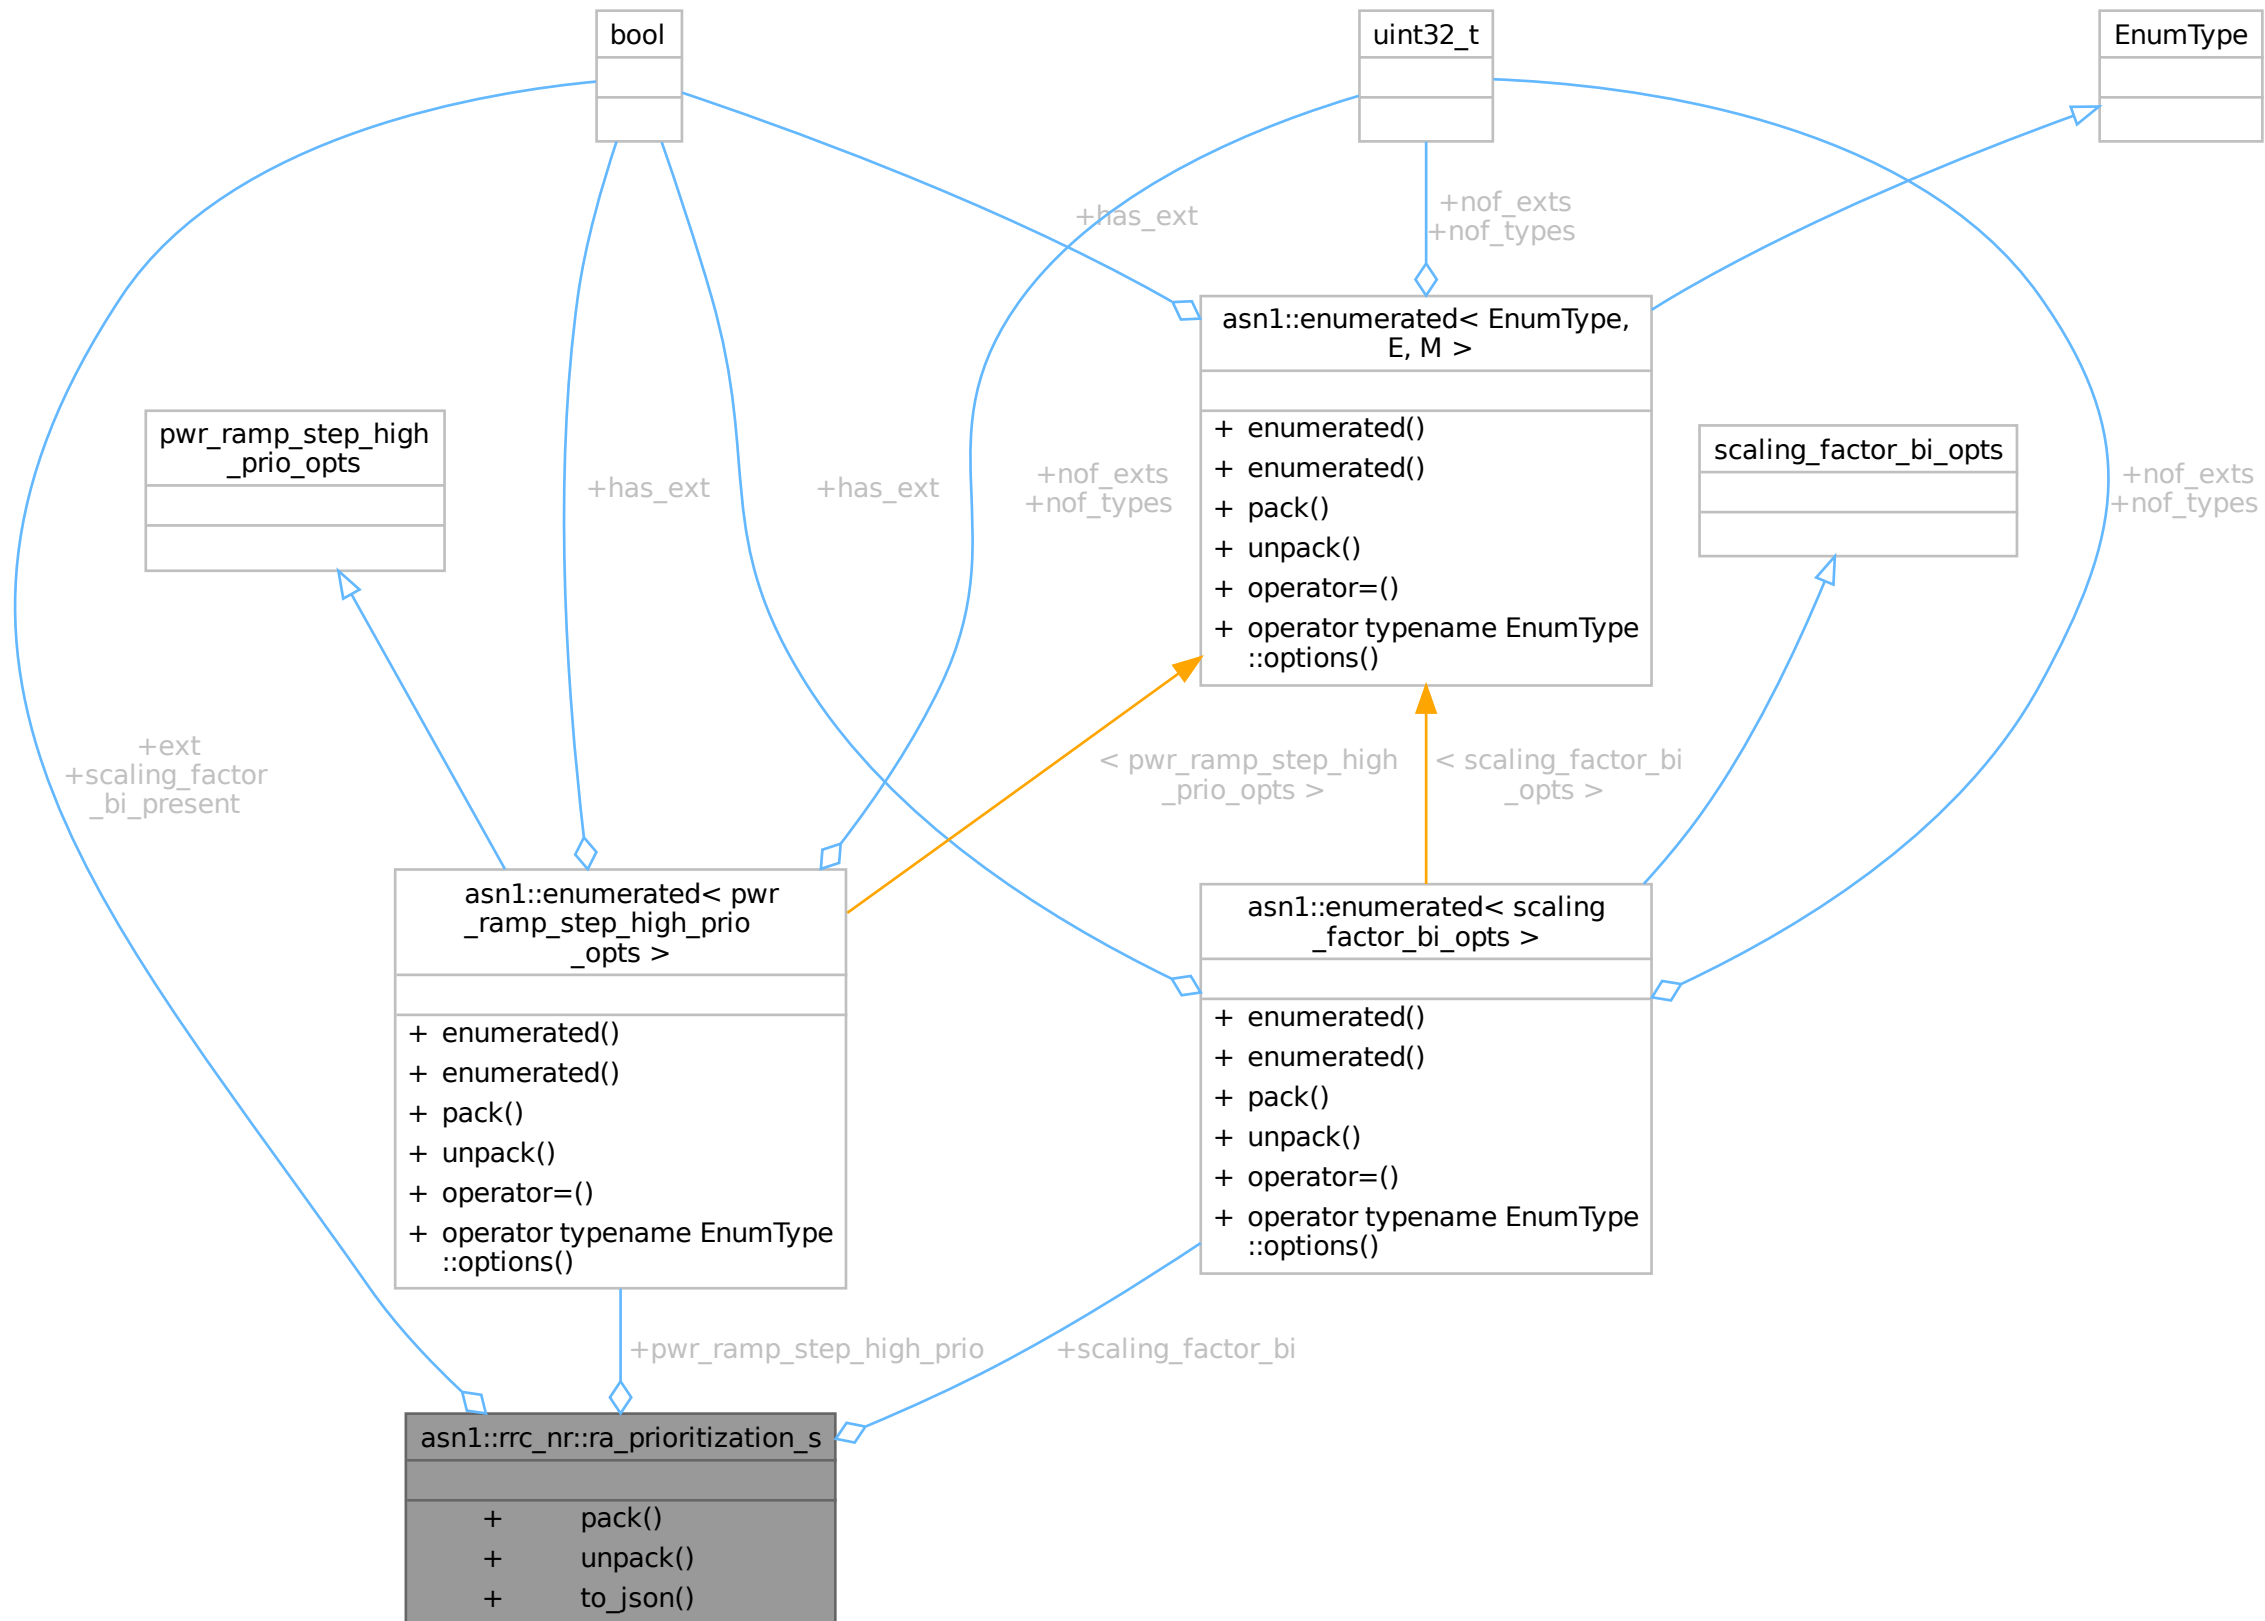 bool
uint32_t
EnumType
+has_ext
+nof_exts
+nof_types
asn1::enumerated< EnumType,
E, M >
+ enumerated()
+ enumerated()
+ pack()
+ unpack()
+ operator=()
+ operator typename EnumType
::options()
pwr_ramp_step_high
_prio_opts
scaling_factor_bi_opts
+has_ext
+has_ext
+nof_exts
+nof_types
+nof_exts
+nof_types
+ext
+scaling_factor
_bi_present
< pwr_ramp_step_high
_prio_opts >
< scaling_factor_bi
_opts >
asn1::enumerated< pwr
_ramp_step_high_prio
_opts >
+ enumerated()
+ enumerated()
+ pack()
+ unpack()
+ operator=()
+ operator typename EnumType
::options()
asn1::enumerated< scaling
_factor_bi_opts >
+ enumerated()
+ enumerated()
+ pack()
+ unpack()
+ operator=()
+ operator typename EnumType
::options()
+pwr_ramp_step_high_prio
+scaling_factor_bi
asn1::rrc_nr::ra_prioritization_s
+ pack()
+ unpack()
+ to_json()